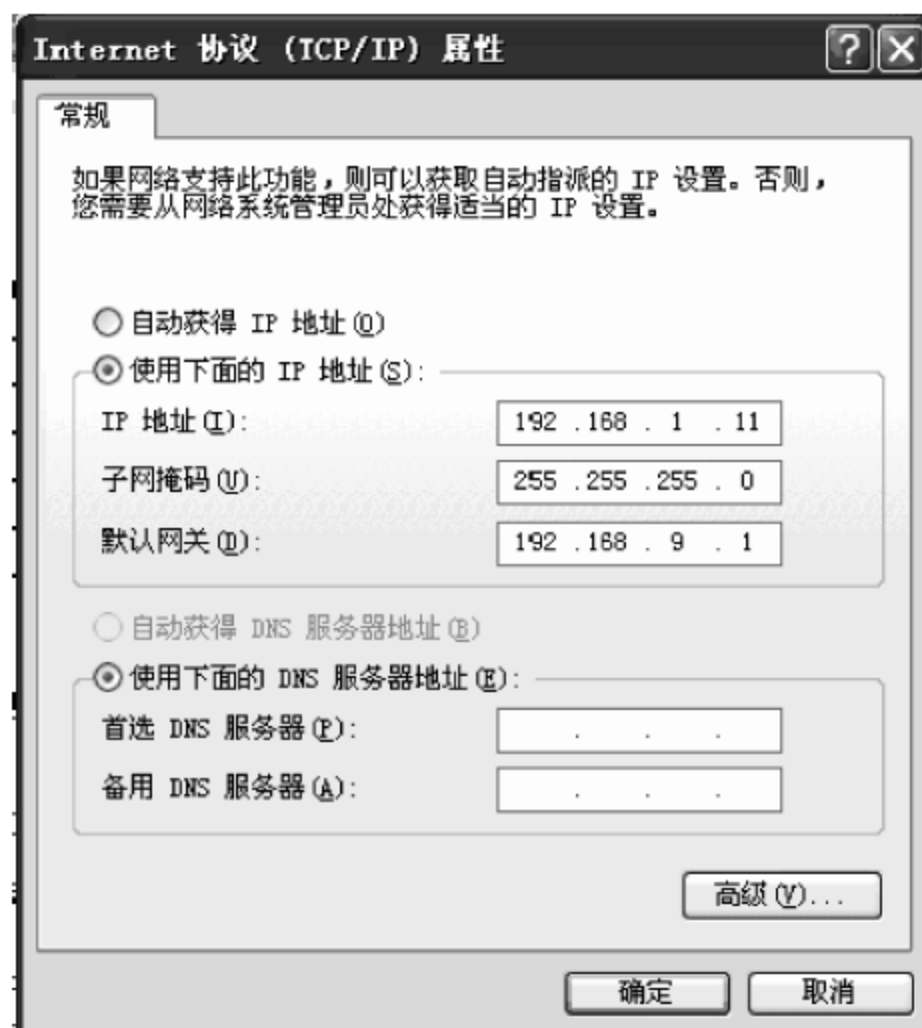 Internet 协议 (TCP/IP) 属性
常规
如果网络支持此功能，则可以获取自动指派的 IP 设置。否则，
您需要从网络系统管理员处获得适当的 IP 设置。
自动获得 IP 地址(O)
使用下面的 IP 地址(S):
IP 地址(I): 192 .168 . 1 . 11
子网掩码(U): 255 .255 .255 . 0
默认网关(D): 192 .168 . 9 . 1
自动获得 DNS 服务器地址(B)
使用下面的 DNS 服务器地址(E):
首选 DNS 服务器(P): . . .
备用 DNS 服务器(A): . . .
高级(V)...
确定 取消